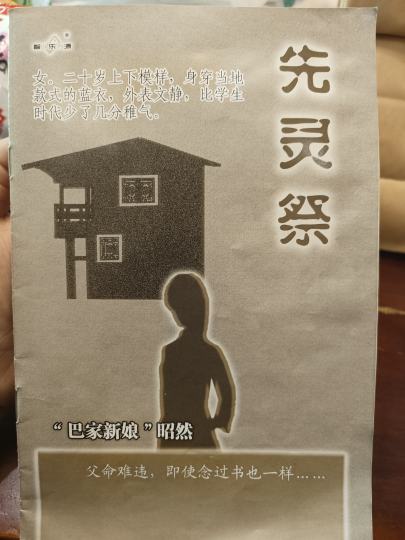 智乐源
®
先灵祭
女．二十岁上下模样，身穿当地
款式的蓝衣，外表文静，比学生
时代少了几分稚气．
“巴家新娘”昭然
父命难违，即使念过书也一样……